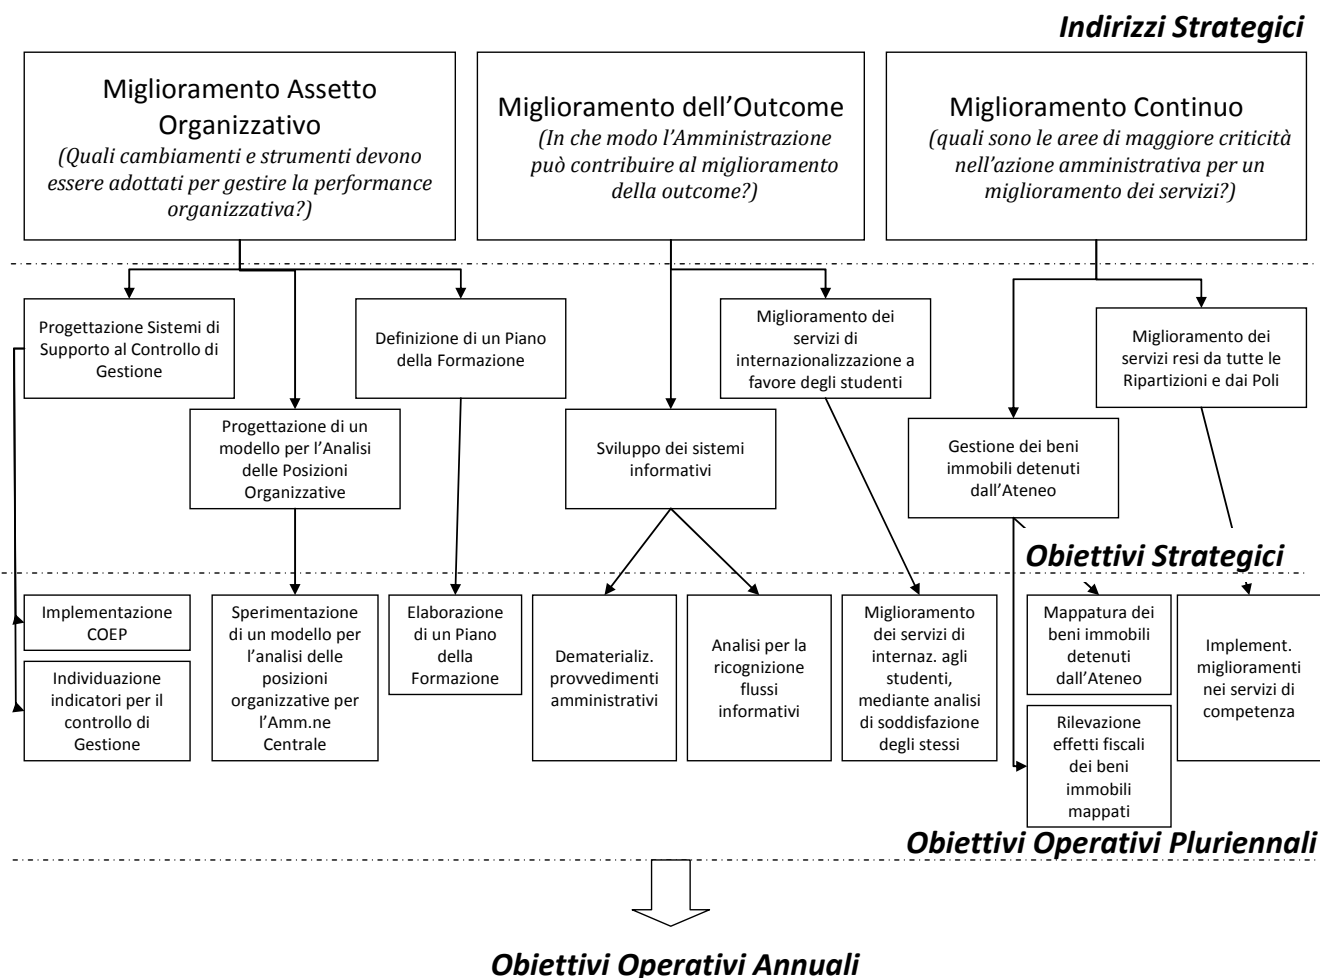 Indirizzi Strategici
Miglioramento Assetto
Organizzativo
(Quali cambiamenti e strumenti devono
essere adottati per gestire la performance
organizzativa?)
Miglioramento dell’Outcome
(In che modo l’Amministrazione
può contribuire al miglioramento
della outcome?)
Miglioramento Continuo
(quali sono le aree di maggiore criticità
nell’azione amministrativa per un
miglioramento dei servizi?)
Progettazione Sistemi di
Supporto al Controllo di
Gestione
Definizione di un Piano
della Formazione
Miglioramento dei
servizi di
internazionalizzazione a
favore degli studenti
Miglioramento dei
servizi resi da tutte le
Ripartizioni e dai Poli
Progettazione di un
modello per l’Analisi
delle Posizioni
Organizzative
Sviluppo dei sistemi
informativi
Gestione dei beni
immobili detenuti
dall’Ateneo
Obiettivi Strategici
Implementazione
COEP
Individuazione
indicatori per il
controllo di
Gestione
Sperimentazione
di un modello per
l’analisi delle
posizioni
organizzative per
l’Amm.ne
Centrale
Elaborazione
di un Piano
della
Formazione
Dematerializ.
provvedimenti
amministrativi
Analisi per la
ricognizione
flussi
informativi
Miglioramento
dei servizi di
internaz. agli
studenti,
mediante analisi
di soddisfazione
degli stessi
Mappatura dei
beni immobili
detenuti
dall’Ateneo
Rilevazione
effetti fiscali
dei beni
immobili
mappati
Implement.
miglioramenti
nei servizi di
competenza
Obiettivi Operativi Pluriennali
Obiettivi Operativi Annuali